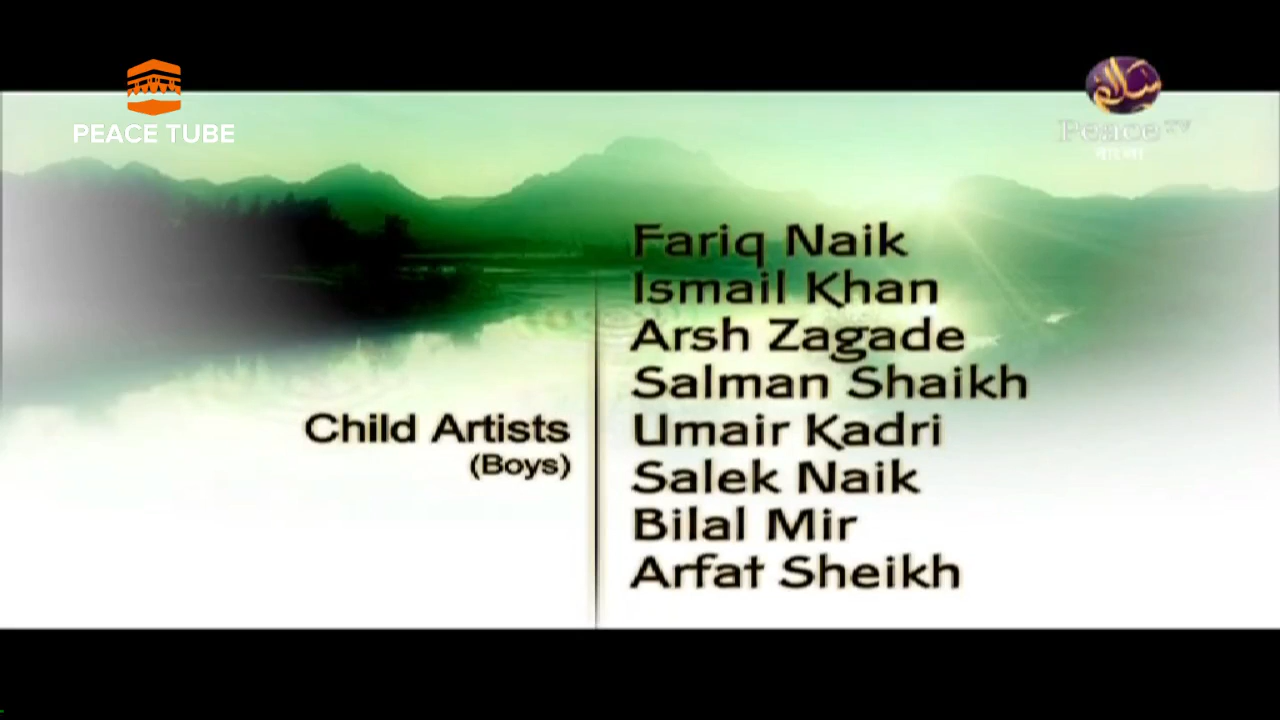 PEACE TUBE
Peace TV
বাংলা
Child Artists
(Boys)
Fariq Naik
Ismail Khan
Arsh Zagade
Salman Shaikh
Umair Kadri
Salek Naik
Bilal Mir
Arfat Sheikh